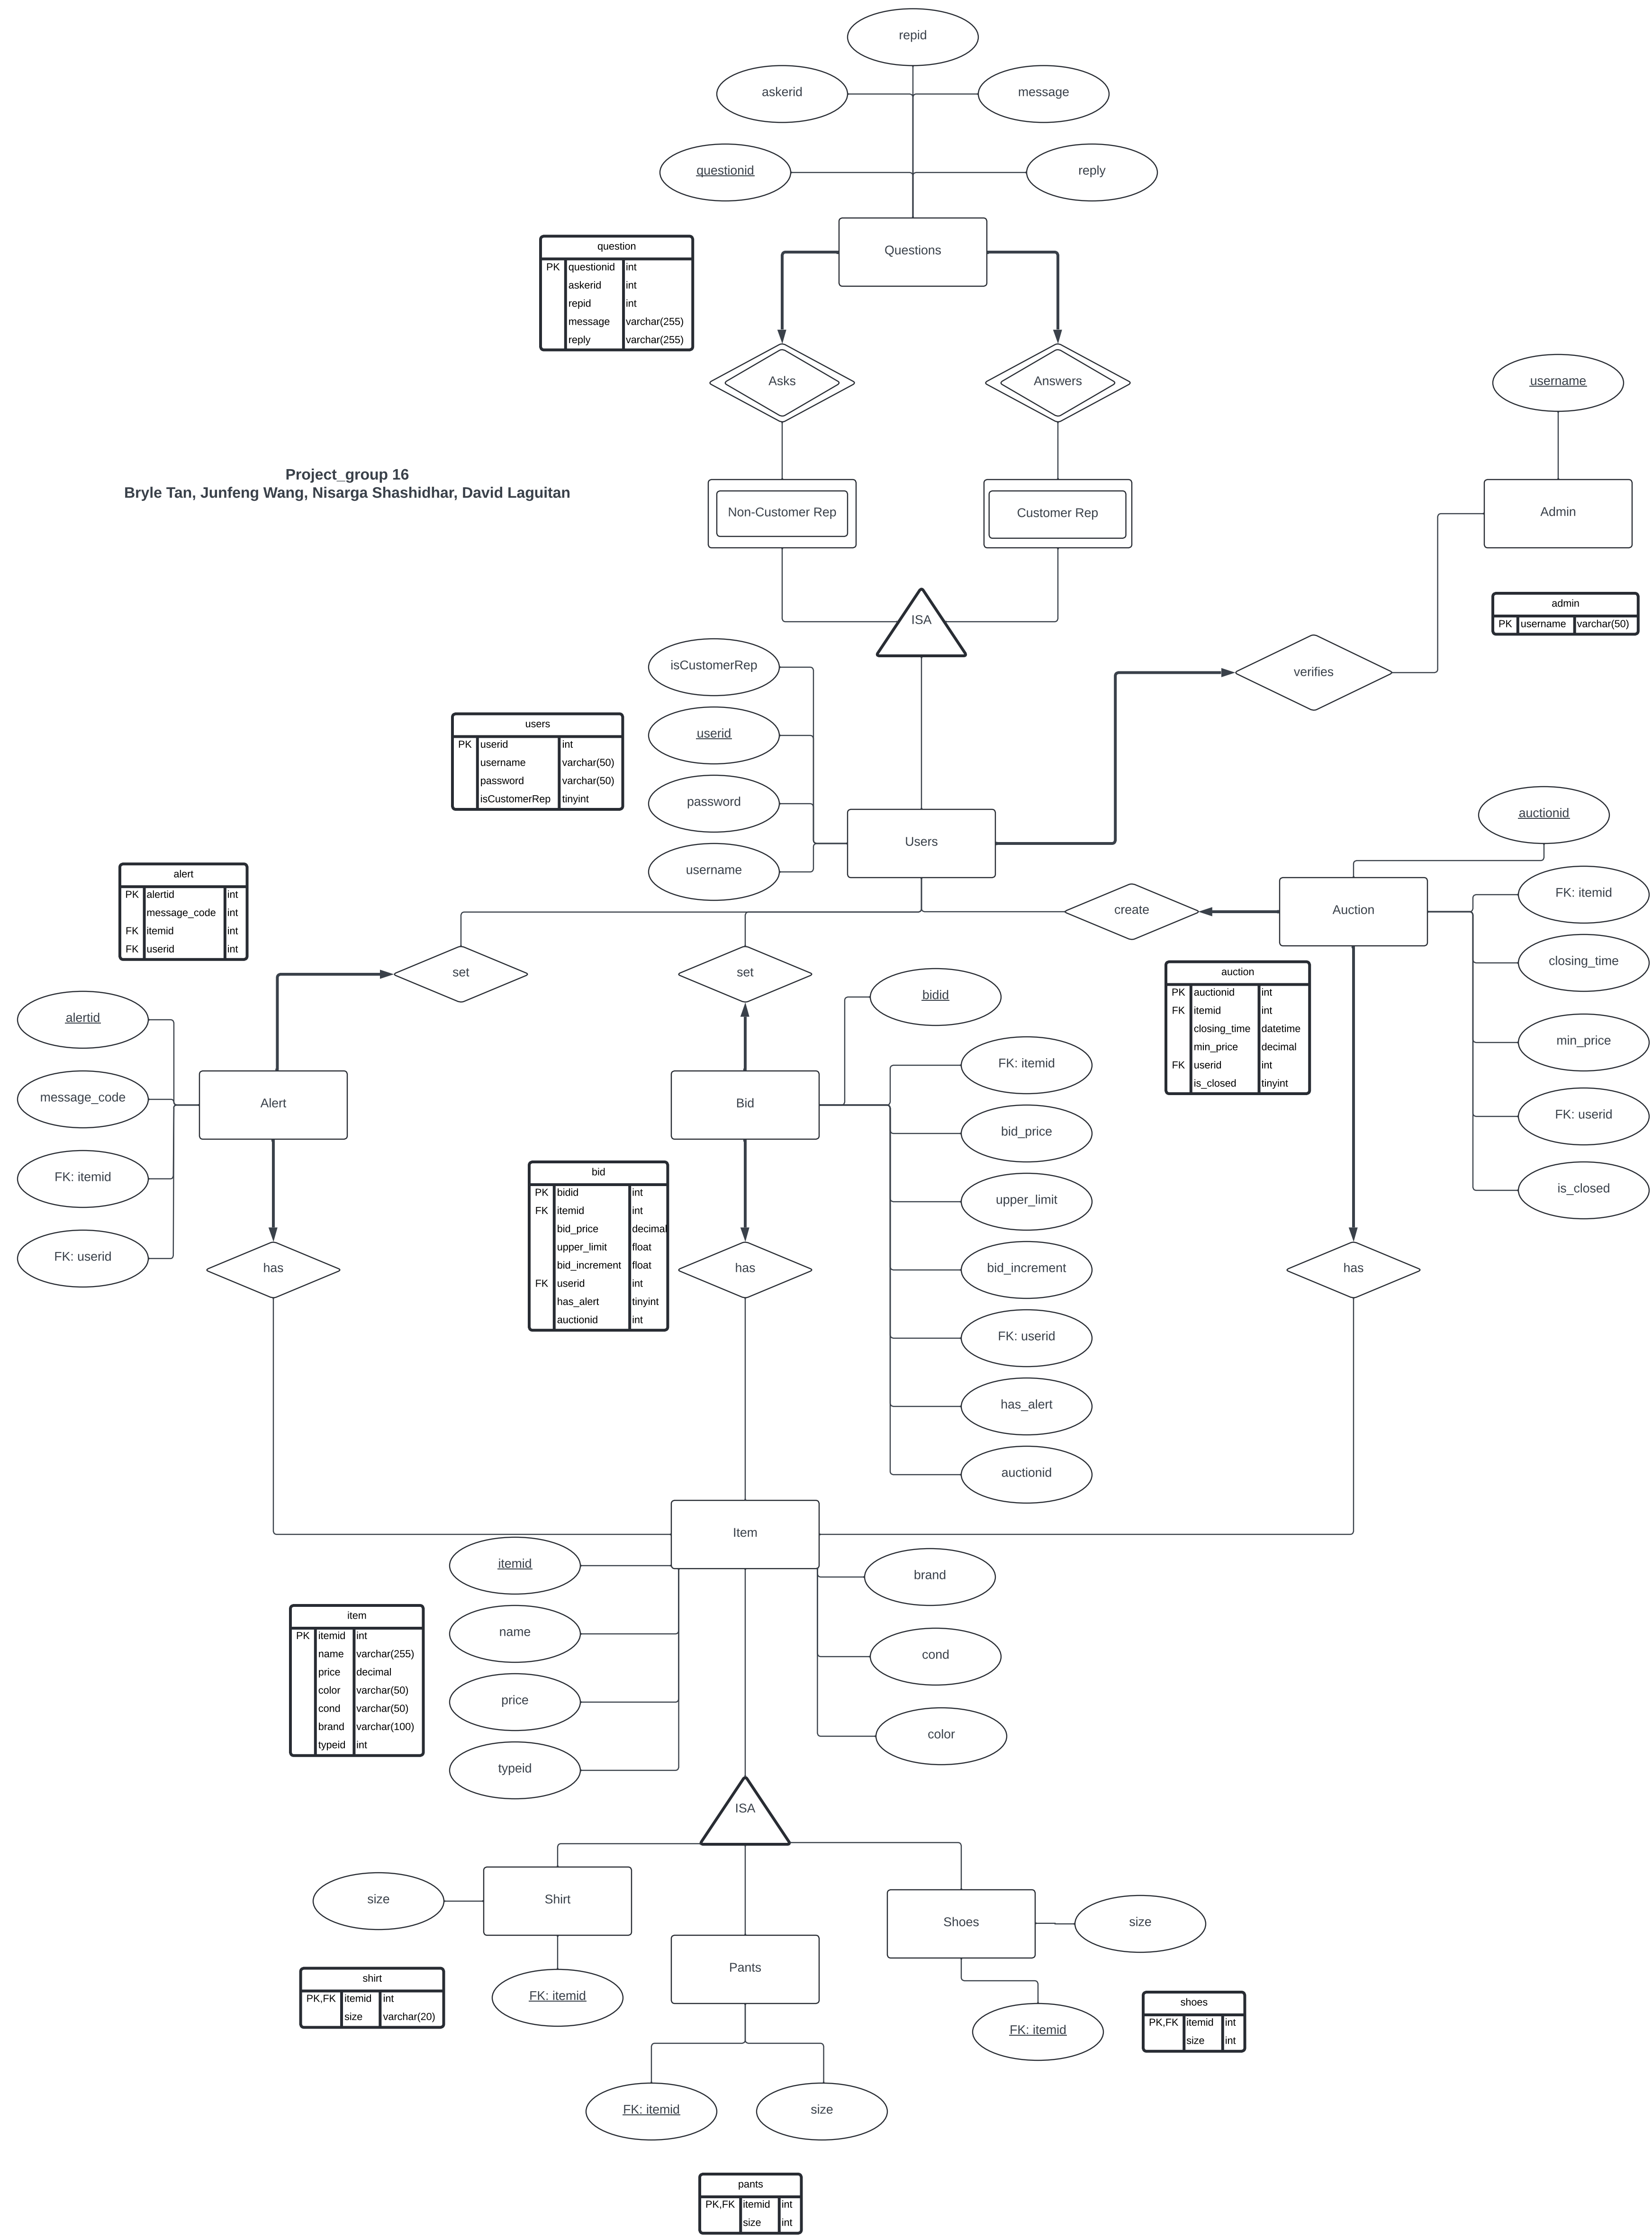 repid
askerid
message
questionid
reply
Questions
question
PK questionid int
askerid int
repid int
message varchar(255)
reply varchar(255)
Asks
Answers
username
Project_group 16
Bryle Tan, Junfeng Wang, Nisarga Shashidhar, David Laguitan
Non-Customer Rep
Customer Rep
Admin
admin
PK username varchar(50)
ISA
isCustomerRep
verifies
userid
users
PK userid int
username varchar(50)
password varchar(50)
isCustomerRep tinyint
password
username
Users
auctionid
alert
PK alertid int
message_code int
FK itemid int
FK userid int
create
Auction
FK: itemid
closing_time
min_price
FK: userid
is_closed
set
set
auction
PK auctionid int
FK itemid int
closing_time datetime
min_price decimal
FK userid int
is_closed tinyint
alertid
message_code
FK: itemid
FK: userid
Alert
Bid
bidid
FK: itemid
bid_price
upper_limit
bid_increment
FK: userid
has_alert
auctionid
bid
PK bidid int
FK itemid int
bid_price decimal
upper_limit float
bid_increment float
FK userid int
has_alert tinyint
auctionid int
has
has
has
Item
itemid
name
price
typeid
brand
cond
color
item
PK itemid int
name varchar(255)
price decimal
color varchar(50)
cond varchar(50)
brand varchar(100)
typeid int
ISA
size
Shirt
Shoes
size
Pants
shirt
PK,FK itemid int
size varchar(20)
FK: itemid
FK: itemid
shoes
PK,FK itemid int
size int
FK: itemid
size
pants
PK,FK itemid int
size int